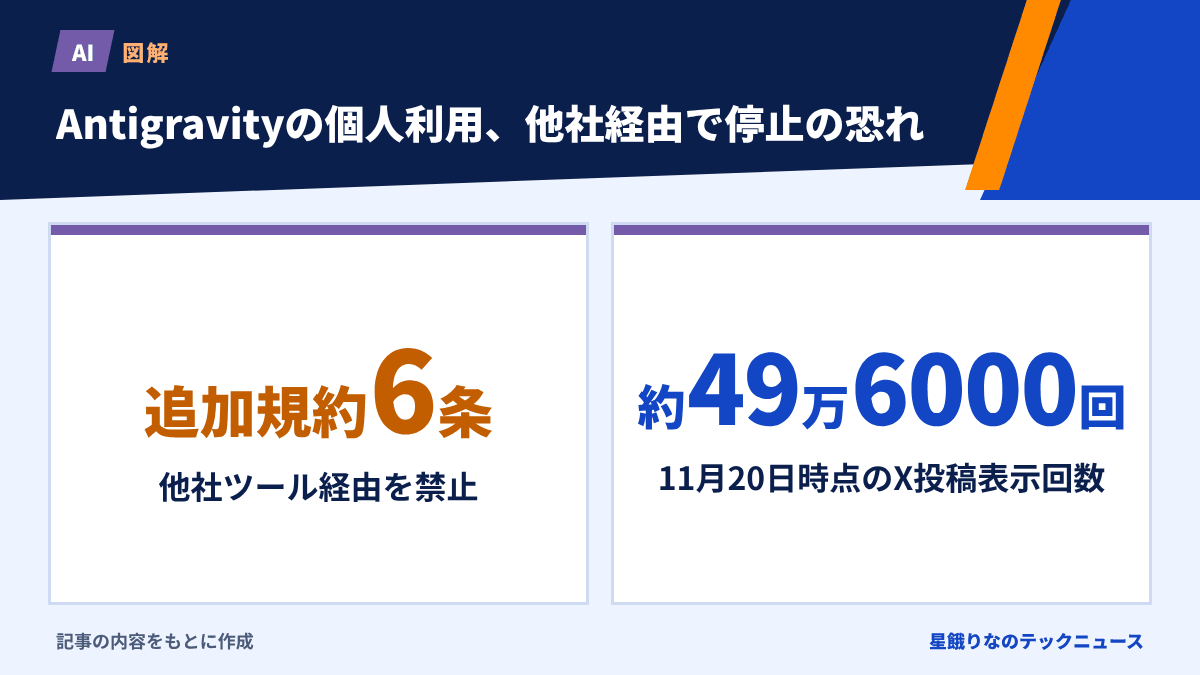 AI 図解
Antigravityの個人利用、他社経由で停止の恐れ
追加規約6条
他社ツール経由を禁止
約49万6000回
11月20日時点のX投稿表示回数
記事の内容をもとに作成
星餓りなのテックニュース